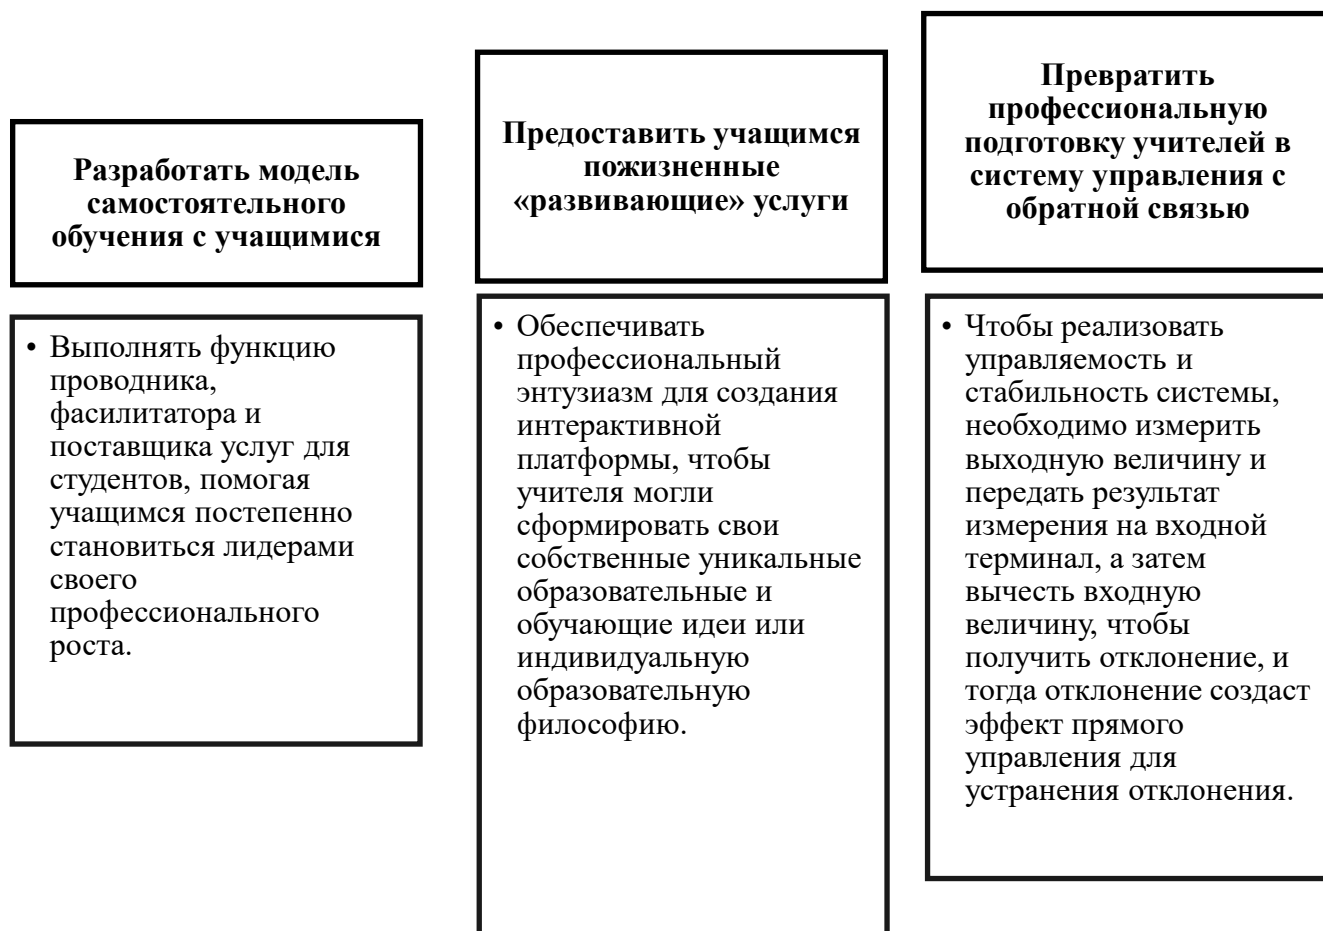 Разработать модель
самостоятельного
обучения с учащимися
• Выполнять функцию
проводника,
фасилитатора и
поставщика услуг для
студентов, помогая
учащимся постепенно
становиться лидерами
своего
профессионального
роста.
Предоставить учащимся
пожизненные
«развивающие» услуги
• Обеспечивать
профессиональный
энтузиазм для создания
интерактивной
платформы, чтобы
учителя могли
сформировать свои
собственные уникальные
образовательные и
обучающие идеи или
индивидуальную
образовательную
философию.
Превратить
профессиональную
подготовку учителей в
систему управления с
обратной связью
• Чтобы реализовать
управляемость и
стабильность системы,
необходимо измерить
выходную величину и
передать результат
измерения на входной
терминал, а затем
вычесть входную
величину, чтобы
получить отклонение, и
тогда отклонение создаст
эффект прямого
управления для
устранения отклонения.